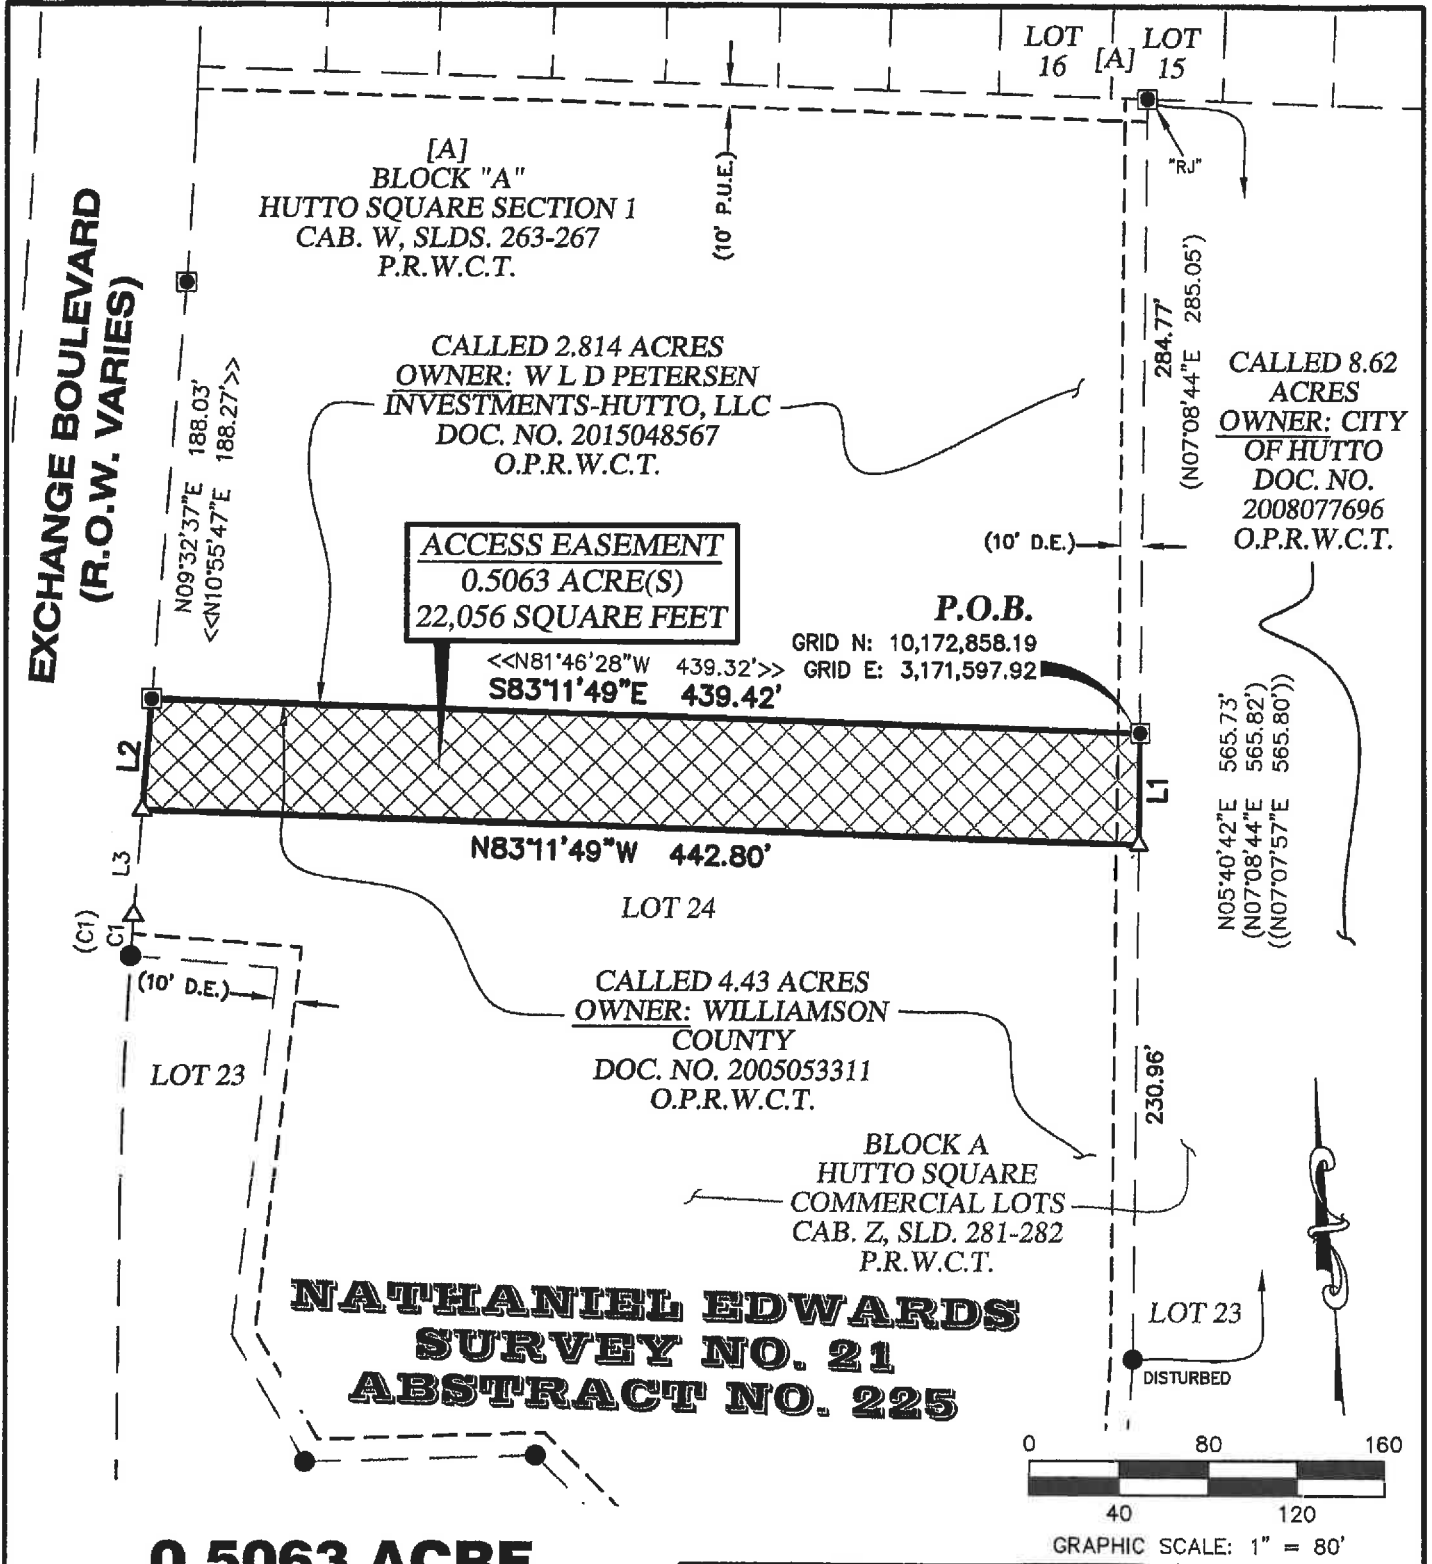 LOT
16
[A]
LOT
15
"RJ"
[A]
BLOCK "A"
HUTTO SQUARE SECTION 1
CAB. W, SLDS. 263-267
P.R.W.C.T.
(10' P.U.E.)
EXCHANGE BOULEVARD
(R.O.W. VARIES)
N09°32'37"E 188.03'
<<N10°55'47"E 188.27'>>
CALLED 2.814 ACRES
OWNER: W L D PETERSEN
INVESTMENTS-HUTTO, LLC
DOC. NO. 2015048567
O.P.R.W.C.T.
284.77'
(N07°08'44"E 285.05')
CALLED 8.62
ACRES
OWNER: CITY
OF HUTTO
DOC. NO.
2008077696
O.P.R.W.C.T.
(10' D.E.)
ACCESS EASEMENT
0.5063 ACRE(S)
22,056 SQUARE FEET
P.O.B.
GRID N: 10,172,858.19
GRID E: 3,171,597.92
<<N81°46'28"W 439.32'>>
S83°11'49"E 439.42'
L2
L1
N83°11'49"W 442.80'
L3
(C1)
C1
N05°40'42"E 565.73'
(N07°08'44"E 565.82')
((N07°07'57"E 565.80'))
LOT 24
(10' D.E.)
CALLED 4.43 ACRES
OWNER: WILLIAMSON
COUNTY
DOC. NO. 2005053311
O.P.R.W.C.T.
LOT 23
230.96'
BLOCK A
HUTTO SQUARE
COMMERCIAL LOTS
CAB. Z, SLD. 281-282
P.R.W.C.T.
NATHANIEL EDWARDS
SURVEY NO. 21
ABSTRACT NO. 225
LOT 23
DISTURBED
0 80 160
40 120
GRAPHIC SCALE: 1" = 80'
0.5063 ACRE